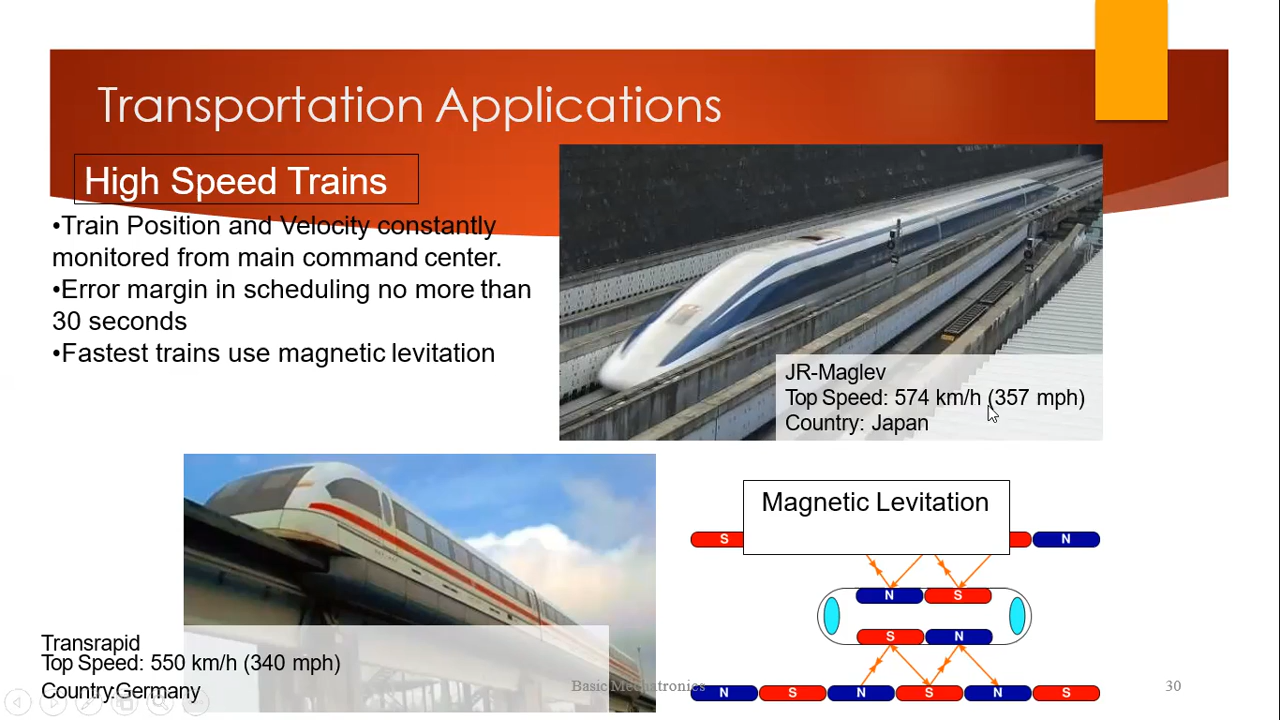 Transportation Applications
High Speed Trains
•Train Position and Velocity constantly
monitored from main command center.
•Error margin in scheduling no more than
30 seconds
•Fastest trains use magnetic levitation
JR-Maglev
Top Speed: 574 km/h (357 mph)
Country: Japan
Transrapid
Top Speed: 550 km/h (340 mph)
Country:Germany
Magnetic Levitation
S N
N S
S N
N S N S N S
Basic Mechatronics
30